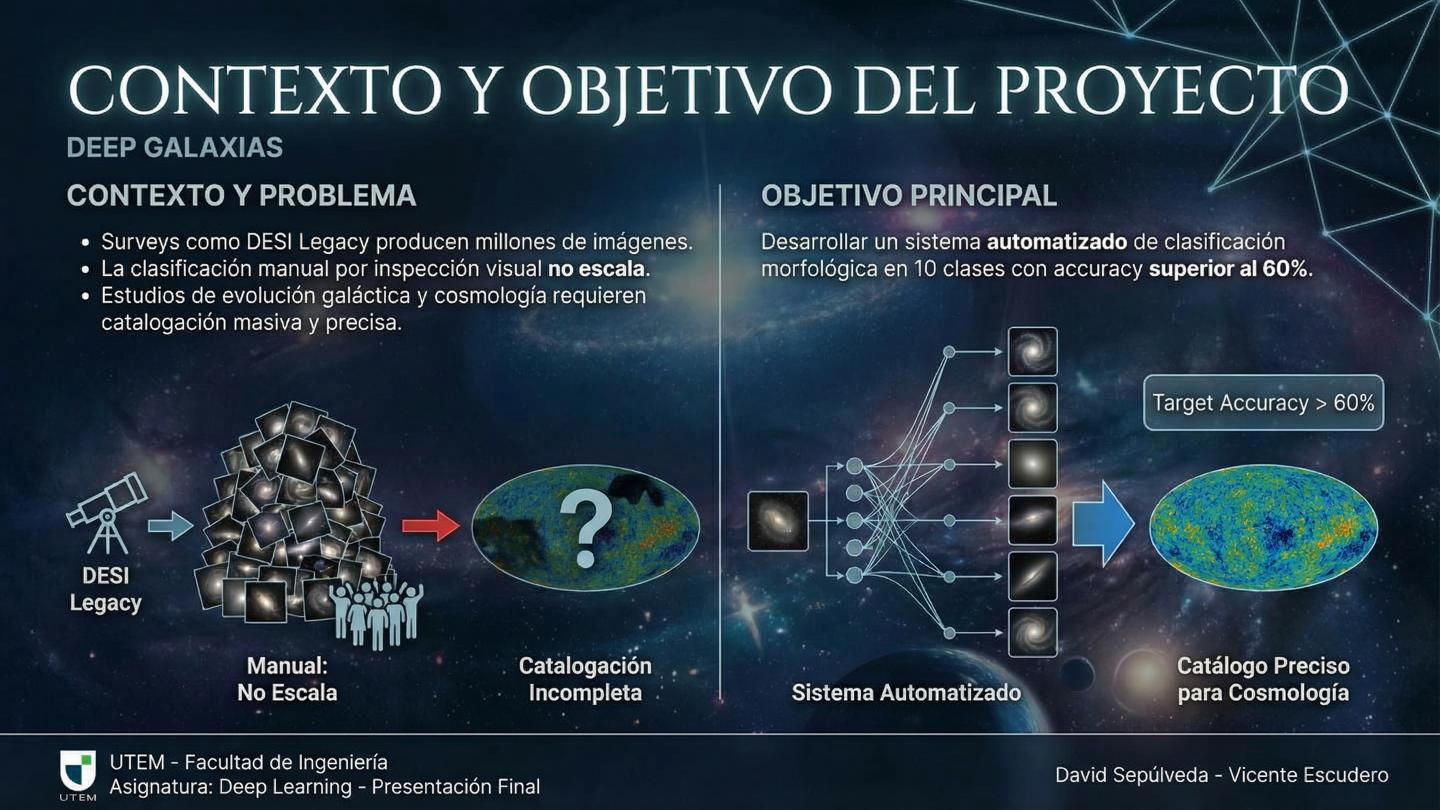 CONTEXTO Y OBJETIVO DEL PROYECTO
DEEP GALAXIAS
CONTEXTO Y PROBLEMA
• Surveys como DESI Legacy producen millones de imágenes.
• La clasificación manual por inspección visual no escala.
• Estudios de evolución galáctica y cosmología requieren
catalogación masiva y precisa.
DESI
Legacy
Manual:
No Escala
?
Catalogación
Incompleta
OBJETIVO PRINCIPAL
Desarrollar un sistema automatizado de clasificación
morfológica en 10 clases con accuracy superior al 60%.
Target Accuracy > 60%
Sistema Automatizado
Catálogo Preciso
para Cosmología
UTEM
UTEM - Facultad de Ingeniería
Asignatura: Deep Learning - Presentación Final
David Sepúlveda - Vicente Escudero